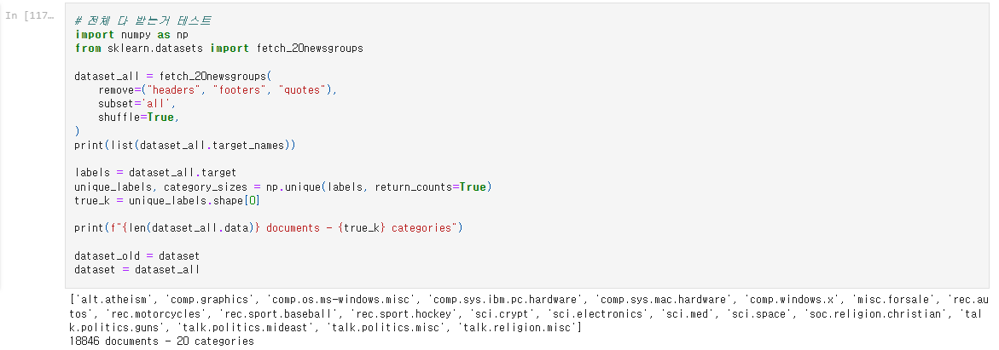 In [117…
# 전체 다 받는거 테스트
import numpy as np
from sklearn.datasets import fetch_20newsgroups
dataset_all = fetch_20newsgroups(
    remove=("headers", "footers", "quotes"),
    subset='all',
    shuffle=True,
)
print(list(dataset_all.target_names))
labels = dataset_all.target
unique_labels, category_sizes = np.unique(labels, return_counts=True)
true_k = unique_labels.shape[0]
print(f"{len(dataset_all.data)} documents - {true_k} categories")
dataset_old = dataset
dataset = dataset_all
['alt.atheism', 'comp.graphics', 'comp.os.ms-windows.misc', 'comp.sys.ibm.pc.hardware', 'comp.sys.mac.hardware', 'comp.windows.x', 'misc.forsale', 'rec.au
tos', 'rec.motorcycles', 'rec.sport.baseball', 'rec.sport.hockey', 'sci.crypt', 'sci.electronics', 'sci.med', 'sci.space', 'soc.religion.christian', 'tal
k.politics.guns', 'talk.politics.mideast', 'talk.politics.misc', 'talk.religion.misc']
18846 documents - 20 categories